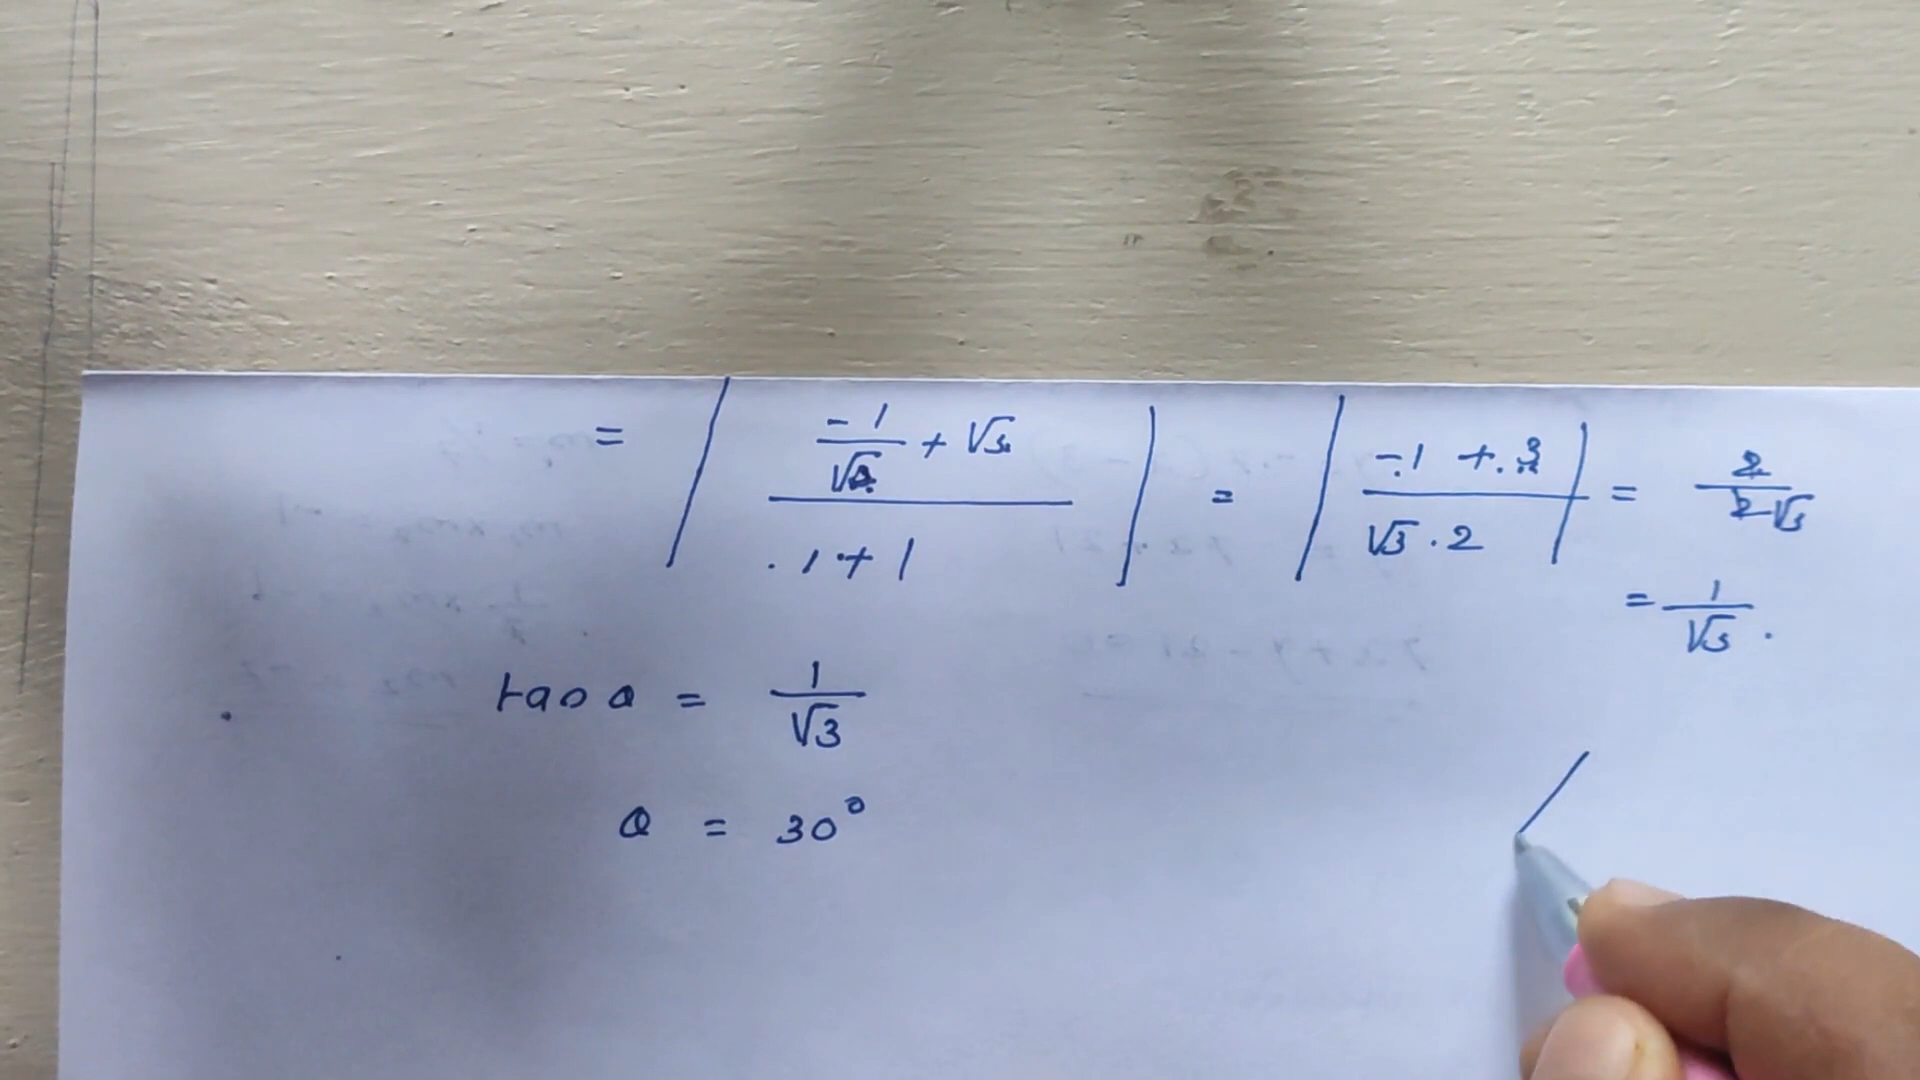 = | (-1/√3 + √3) / (1 + 1) | = | (-1 + 3) / (√3 . 2) | = 2 / (2√3)
= 1/√3 .
tan θ = 1/√3
θ = 30°